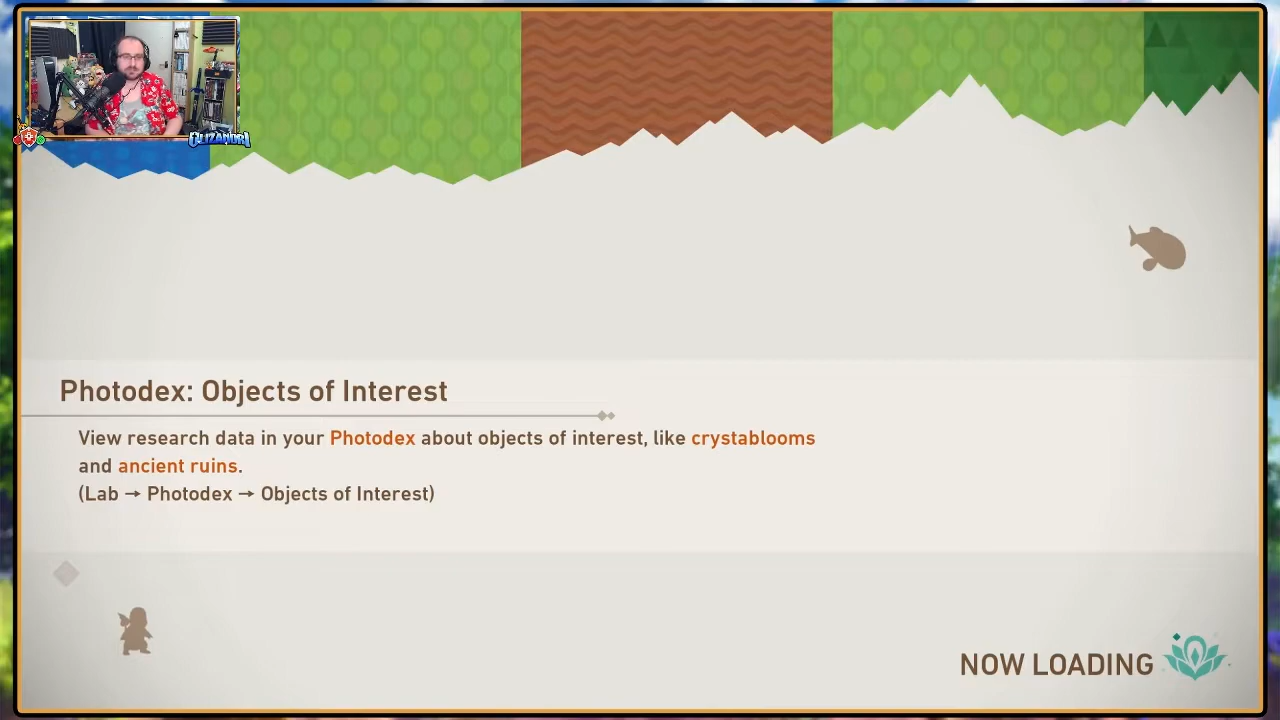 OLIZANDRI
Photodex: Objects of Interest
View research data in your Photodex about objects of interest, like crystablooms
and ancient ruins.
(Lab → Photodex → Objects of Interest)
NOW LOADING